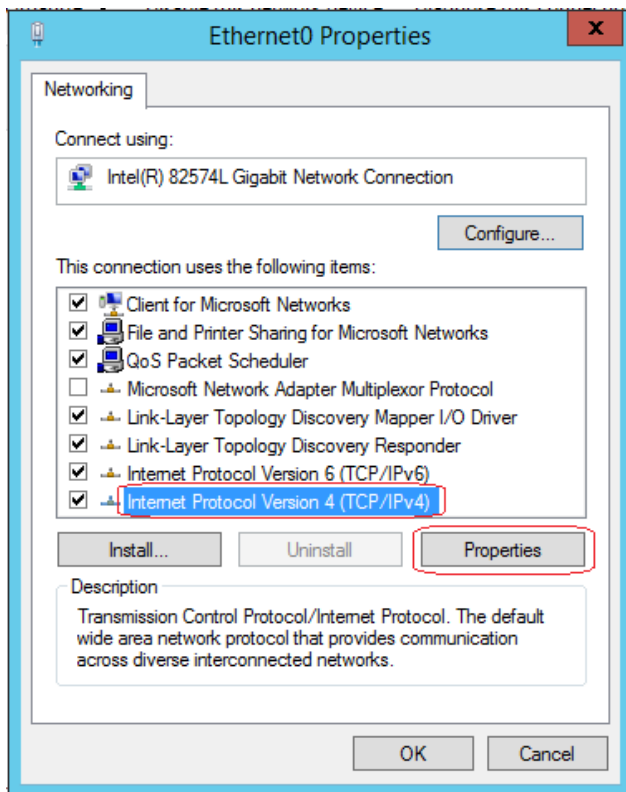 Ethernet0 Properties
x
Networking
Connect using:
Intel(R) 82574L Gigabit Network Connection
Configure...
This connection uses the following items:
Client for Microsoft Networks
File and Printer Sharing for Microsoft Networks
QoS Packet Scheduler
Microsoft Network Adapter Multiplexor Protocol
Link-Layer Topology Discovery Mapper I/O Driver
Link-Layer Topology Discovery Responder
Internet Protocol Version 6 (TCP/IPv6)
Internet Protocol Version 4 (TCP/IPv4)
Install... Uninstall Properties
Description
Transmission Control Protocol/Internet Protocol. The default
wide area network protocol that provides communication
across diverse interconnected networks.
OK Cancel